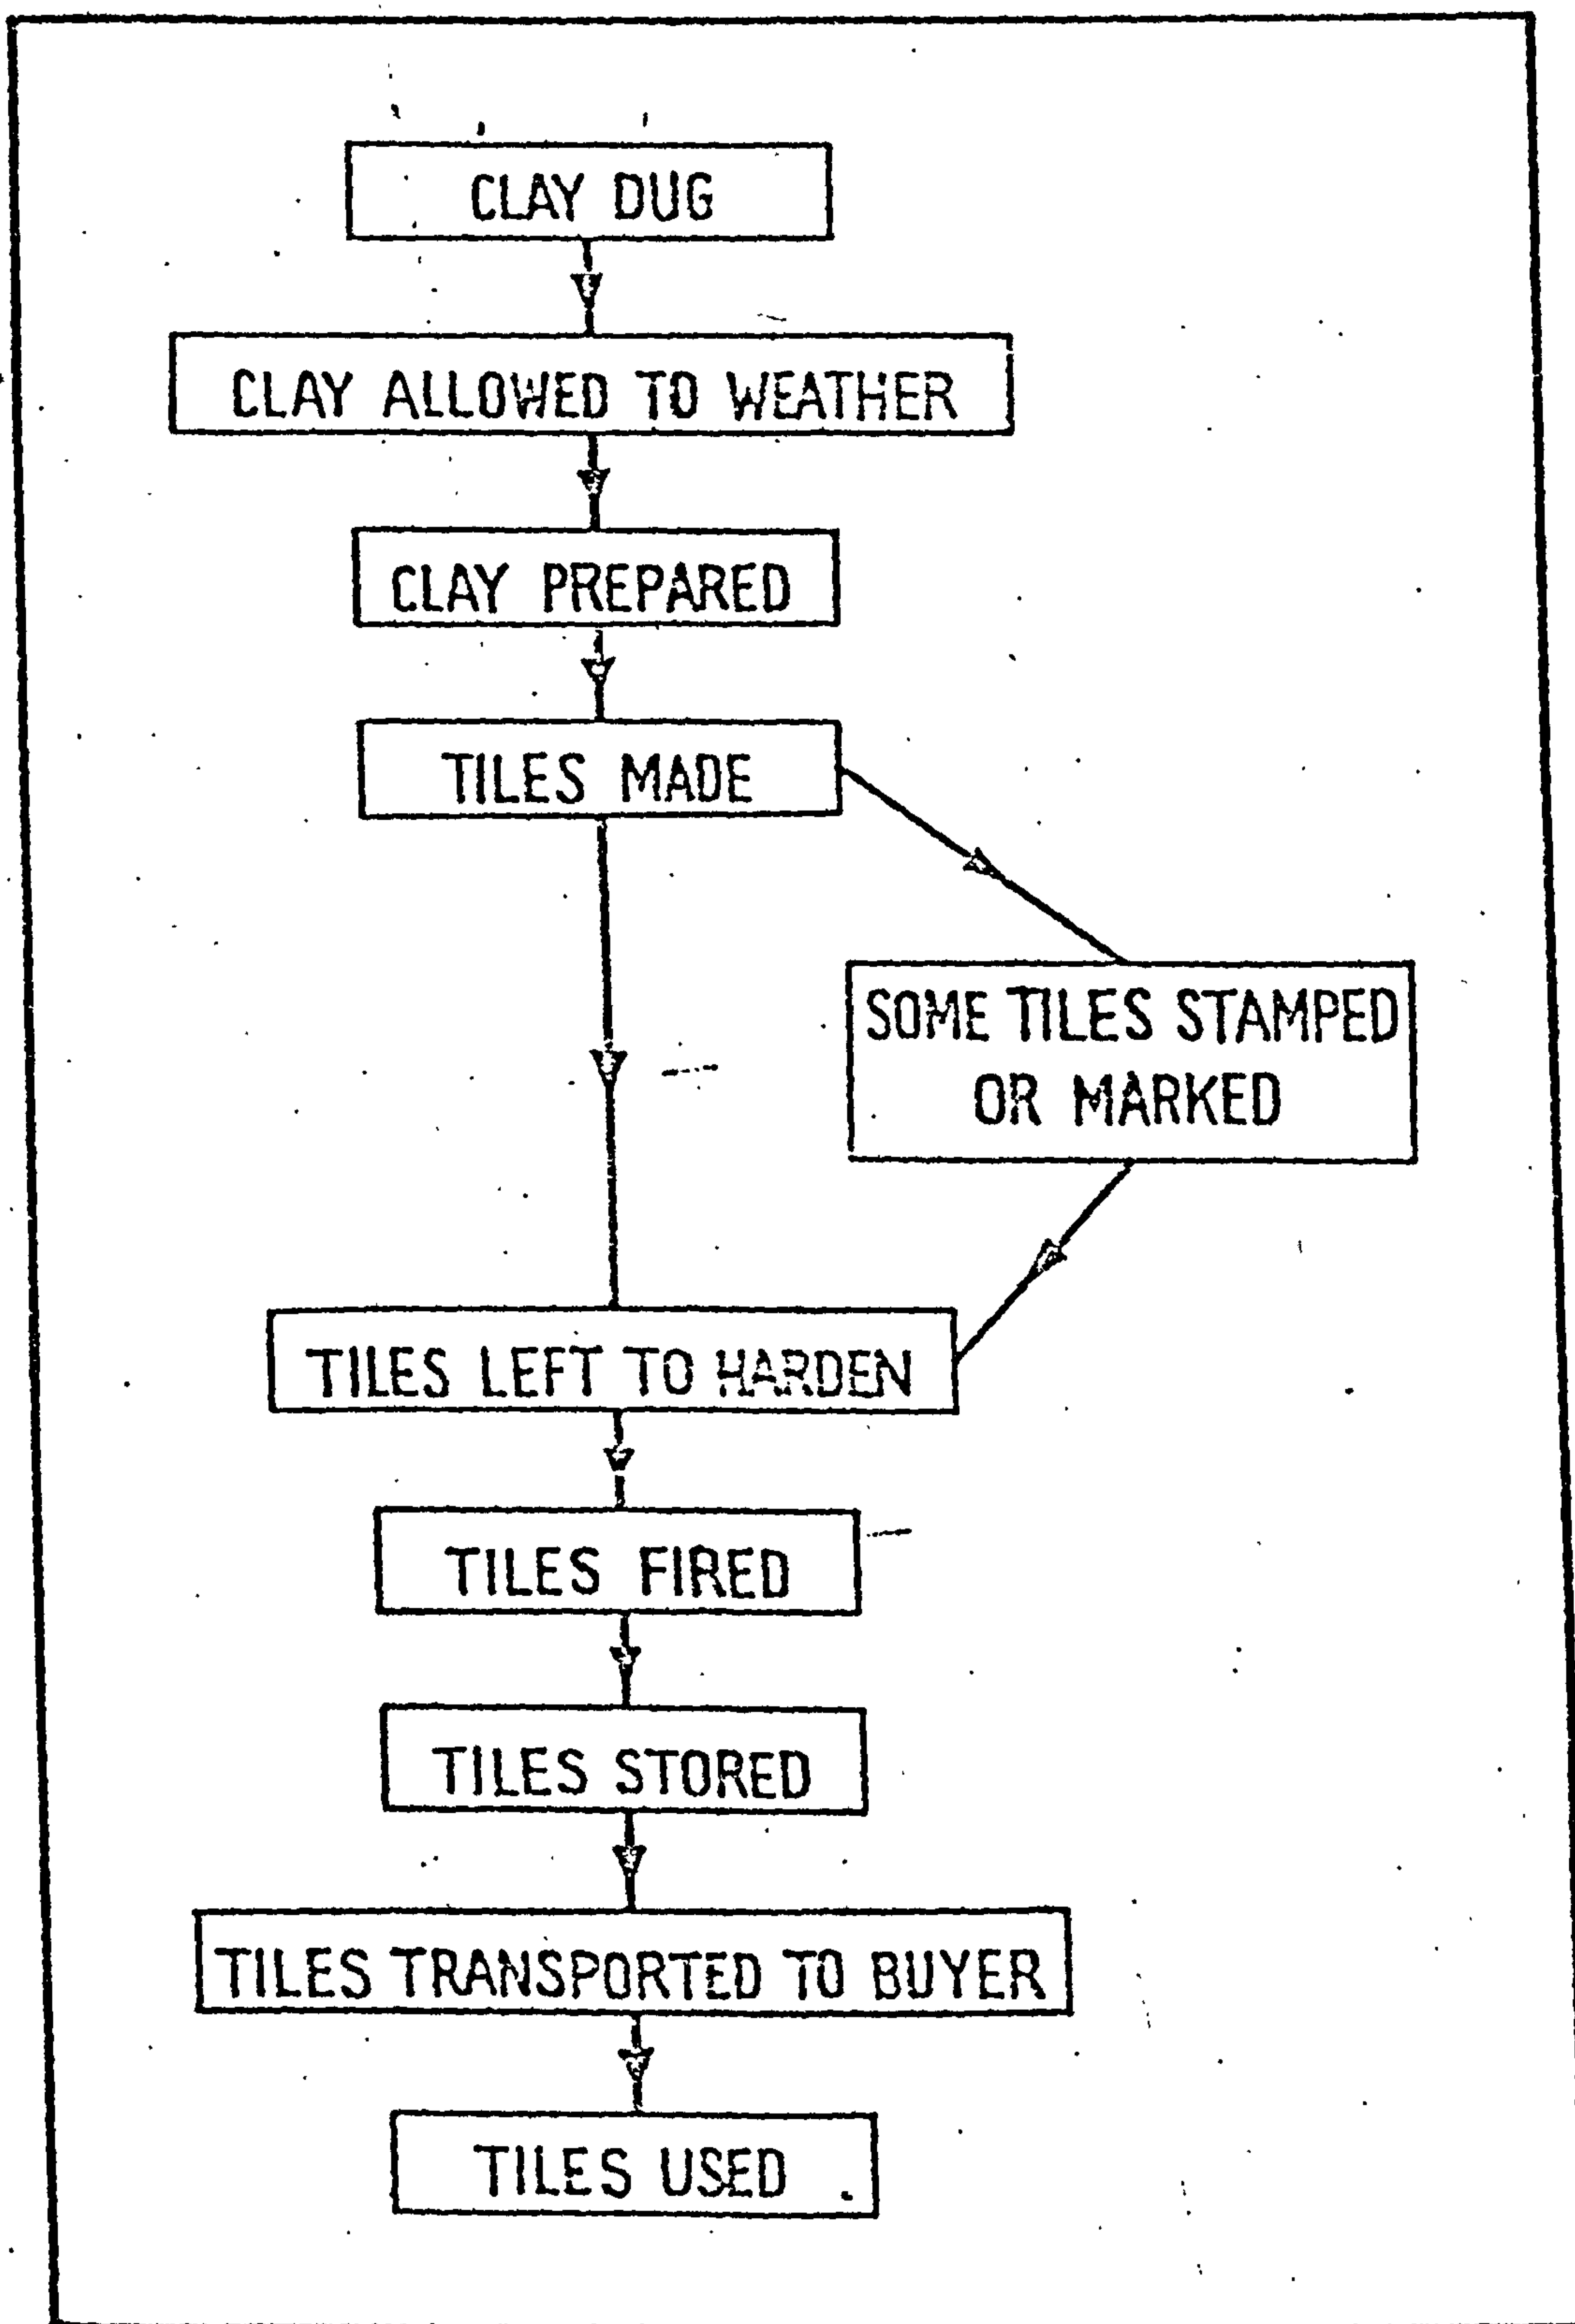 CLAY DUG
CLAY ALLOWED TO WEATHER
CLAY PREPARED
TILES MADE
SOME TILES STAMPED
OR MARKED
TILES LEFT TO HARDEN
TILES FIRED
TILES STORED
TILES TRANSPORTED TO BUYER
TILES USED